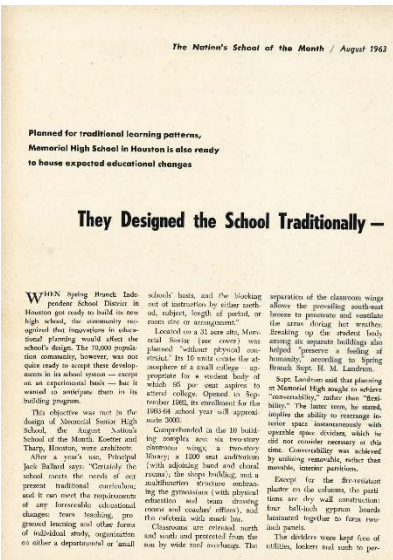 The Nation's School of the Month / August 1963
Planned for traditional learning patterns,
Memorial High School in Houston is also ready
to house expected educational changes
They Designed the School Traditionally —
WHEN Spring Branch Inde-
pendent School District in
Houston got ready to build its new
high school, the community rec-
ognized that innovations in educa-
tional planning would affect the
school's design. The 70,000 popula-
tion community, however, was not
quite ready to accept these develop-
ments in its school system — except
on an experimental basis — but it
wanted to anticipate them in its
building program.
This objective was met in the
design of Memorial Senior High
School, the August Nation's
School of the Month. Koetter and
Tharp, Houston, were architects.
After a year's use, Principal
Jack Ballard says: "Certainly the
school meets the needs of our
present traditional curriculum;
and it can meet the requirements
of any foreseeable educational
changes: team teaching, pro-
gramed learning and other forms
of individual study, organization
on either a departmental or 'small
schools' basis, and the blocking
out of instruction by either meth-
od, subject, length of period, or
room size or arrangement."
Located on a 31 acre site, Mem-
orial Senior (see cover) was
planned "without physical con-
straint." Its 10 units create the at-
mosphere of a small college — ap-
propriate for a student body of
which 95 per cent aspires to
attend college. Opened in Sep-
tember 1962, its enrollment for the
1963-64 school year will approxi-
mate 3000.
Comprehended in the 10 build-
ing complex are: six two-story
classroom wings; a two-story
library; a 1200 seat auditorium
(with adjoining band and choral
rooms); the shops building, and a
multifunction structure embrac-
ing the gymnasium (with physical
education and team dressing
rooms and coaches' offices), and
the cafeteria with snack bar.
Classrooms are oriented north
and south and protected from the
sun by wide roof overhangs. The
separation of the classroom wings
allows the prevailing south-east
breeze to penetrate and ventilate
the areas during hot weather.
Breaking up the student body
among six separate buildings also
helped "preserve a feeling of
humanity," according to Spring
Branch Supt. H. M. Landrum.
Supt. Landrum said that planning
at Memorial High sought to achieve
"convertability," rather than "flexi-
bility." The latter term, he stated,
implies the ability to rearrange in-
terior space instantaneously with
operable space dividers, which he
did not consider necessary at this
time. Convertability was achieved
by utilizing removable, rather than
movable, interior partitions.
Except for the fire-resistant
plaster on the columns, the parti-
tions are dry wall construction:
four half-inch gypsum boards
laminated together to form two-
inch panels.
The dividers were kept free of
utilities, lockers and such to per-